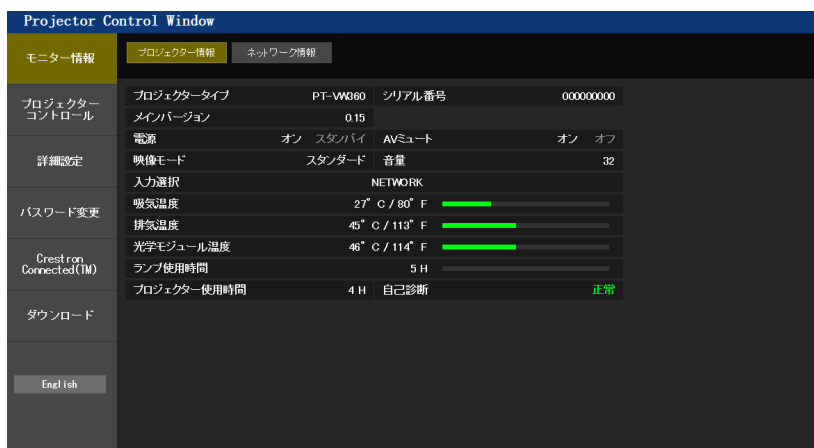 Projector Control Window
モニター情報
プロジェクター情報 ネットワーク情報
プロジェクター
コントロール
詳細設定
パスワード変更
Crestron
Connected(TM)
ダウンロード
English
プロジェクタータイプ PT-VW360 シリアル番号 000000000
メインバージョン 0.15
電源 オン スタンバイ AVミュート オン オフ
映像モード スタンダード 音量 32
入力選択 NETWORK
吸気温度 27°C / 80°F
排気温度 45°C / 113°F
光学モジュール温度 46°C / 114°F
ランプ使用時間 5 H
プロジェクター使用時間 4 H 自己診断 正常